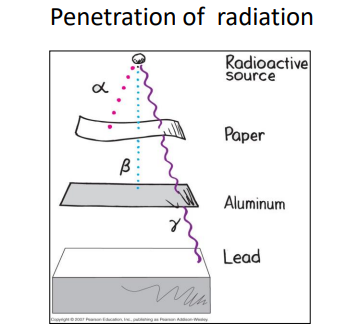 Penetration of radiation
Radioactive
source
α
Paper
β
Aluminum
γ
Lead
Copyright © 2007 Pearson Education, Inc., publishing as Pearson Addison-Wesley